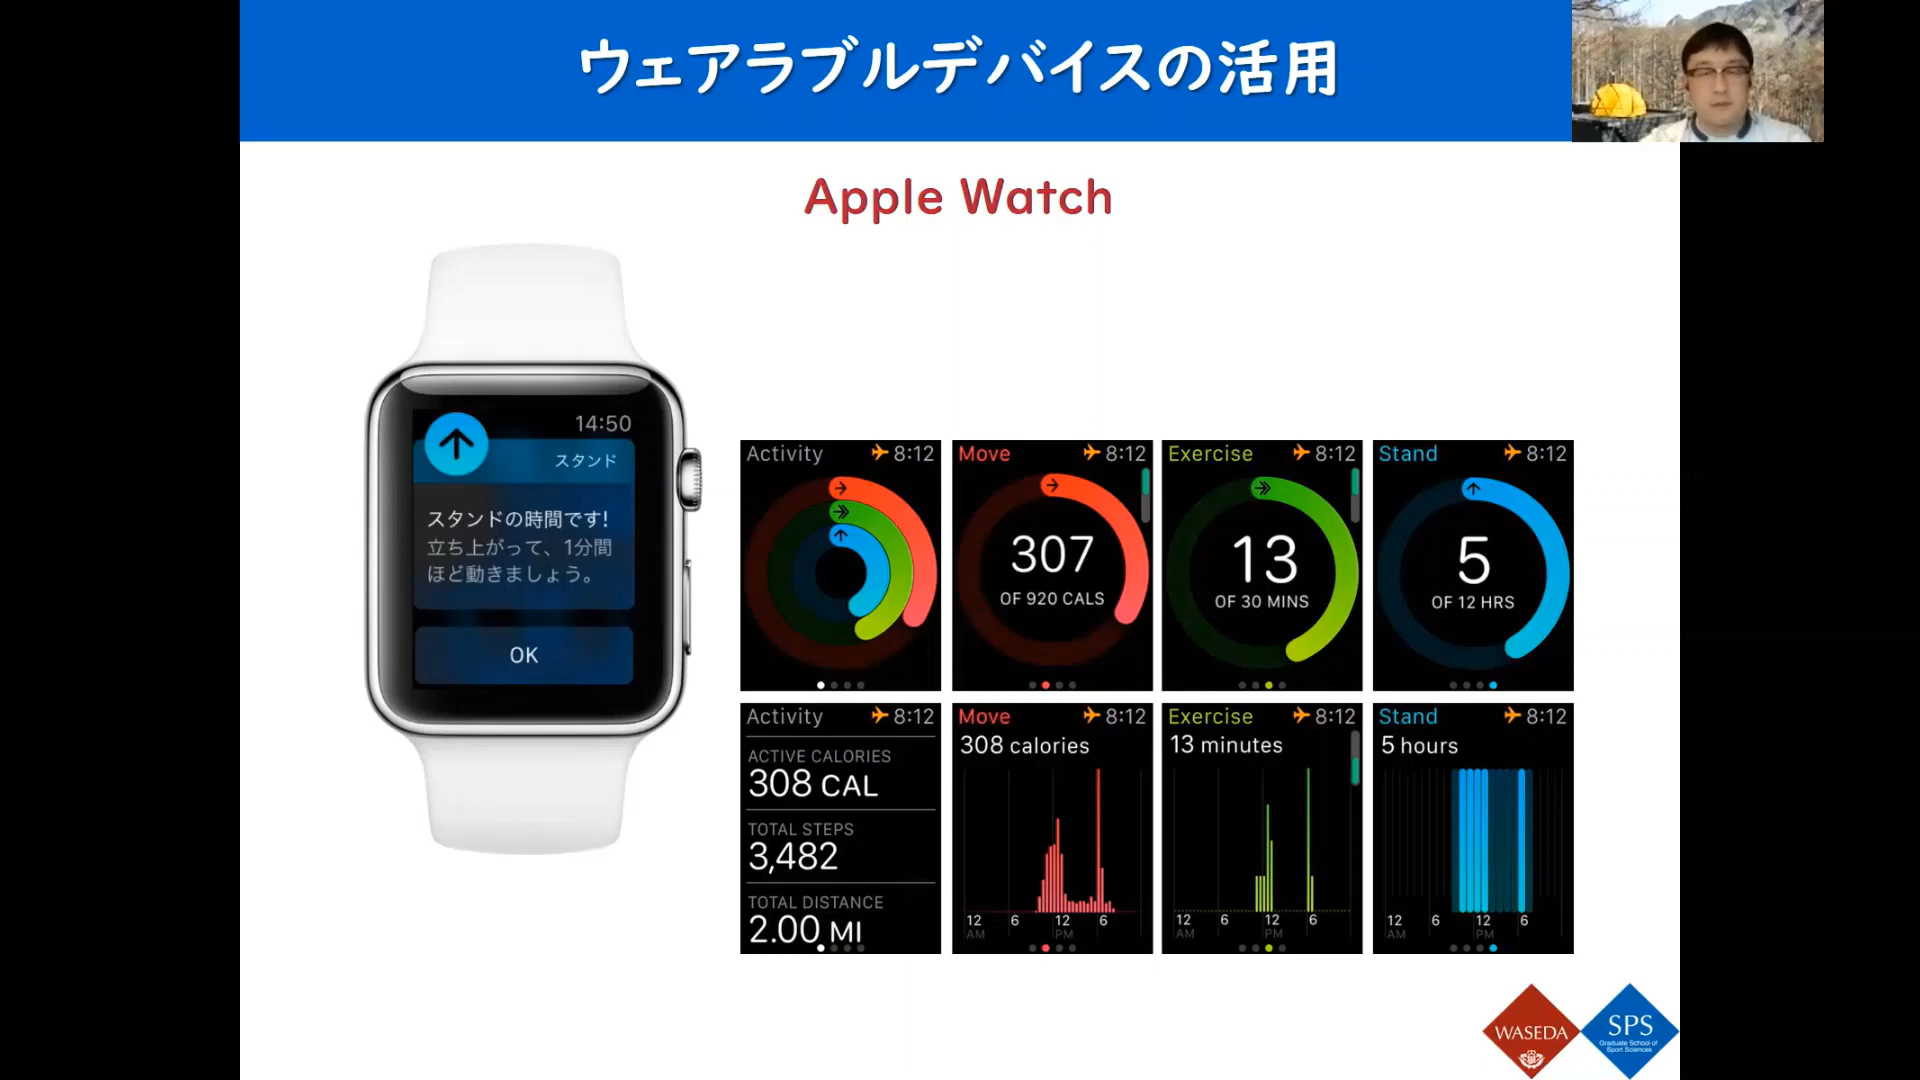 ウェアラブルデバイスの活用
Apple Watch
14:50
スタンド
スタンドの時間です!
立ち上がって、1分間
ほど動きましょう。
OK
Activity 8:12
Move 8:12
307
OF 920 CALS
Exercise 8:12
13
OF 30 MINS
Stand 8:12
5
OF 12 HRS
Activity 8:12
ACTIVE CALORIES
308 CAL
TOTAL STEPS
3,482
TOTAL DISTANCE
2.00 MI
Move 8:12
308 calories
12 6 12 6
AM PM
Exercise 8:12
13 minutes
12 6 12 6
AM PM
Stand 8:12
5 hours
12 6 12 6
AM PM
WASEDA
SPS
Graduate School of
Sport Sciences